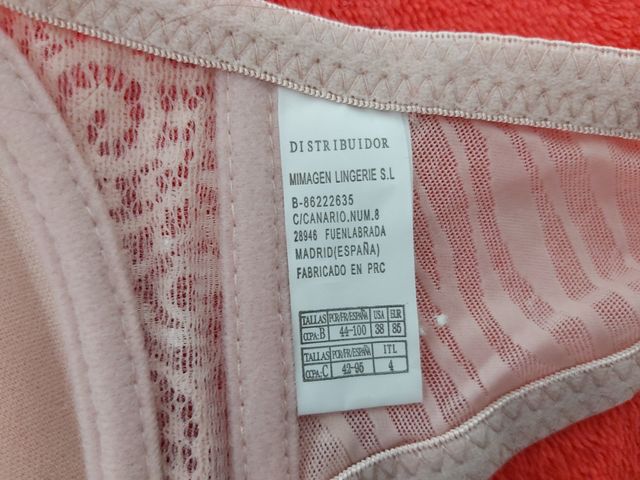 DISTRIBUIDOR
MIMAGEN LINGERIE S.L
B-86222635
C/CANARIO.NUM.8
28946 FUENLABRADA
MADRID(ESPAÑA)
FABRICADO EN PRC
TALLAS POR/FR/ESPAÑA USA EUR
COPA:B 44-100 38 85
TALLAS POR/FR/ESPAÑA ITL
COPA:C 42-95 4